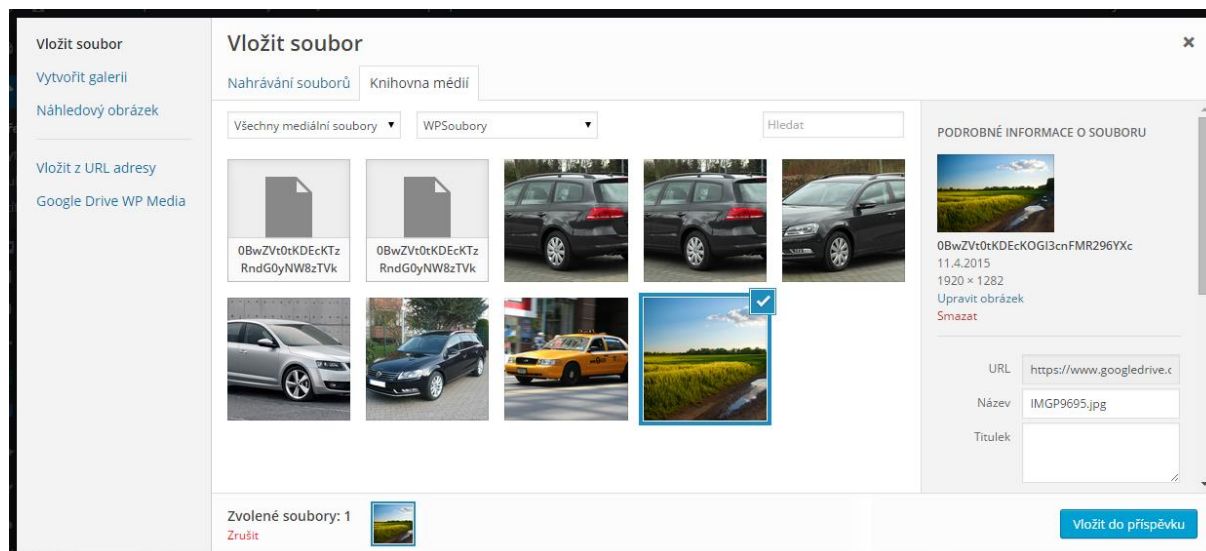 Vložit soubor
Vytvořit galerii
Náhledový obrázek
Vložit z URL adresy
Google Drive WP Media
Vložit soubor
Nahrávání souborů
Knihovna médií
Všechny mediální soubory
WPSoubory
Hledat
0BwZVt0tKDEcKTz
RndG0yNW8zTVk
0BwZVt0tKDEcKTz
RndG0yNW8zTVk
PODROBNÉ INFORMACE O SOUBORU
0BwZVt0tKDEcKOGI3cnFMR296YXc
11.4.2015
1920 × 1282
Upravit obrázek
Smazat
URL
https://www.googledrive.c
Název
IMGP9695.jpg
Titulek
Zvolené soubory: 1
Zrušit
Vložit do příspěvku